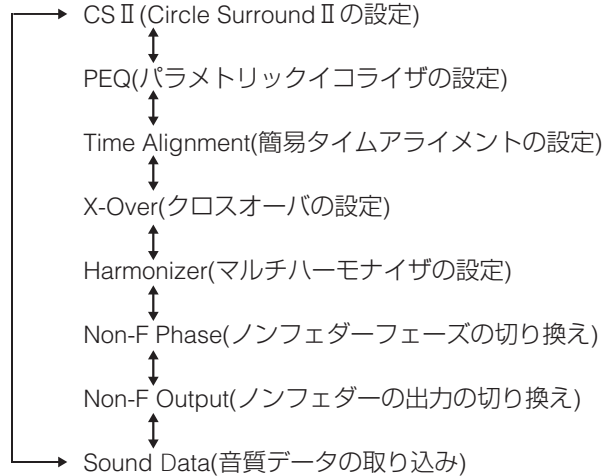 CSⅡ(Circle SurroundⅡの設定)
PEQ(パラメトリックイコライザの設定)
Time Alignment(簡易タイムアライメントの設定)
X-Over(クロスオーバの設定)
Harmonizer(マルチハーモナイザの設定)
Non-F Phase(ノンフェダーフェーズの切り換え)
Non-F Output(ノンフェダーの出力の切り換え)
Sound Data(音質データの取り込み)